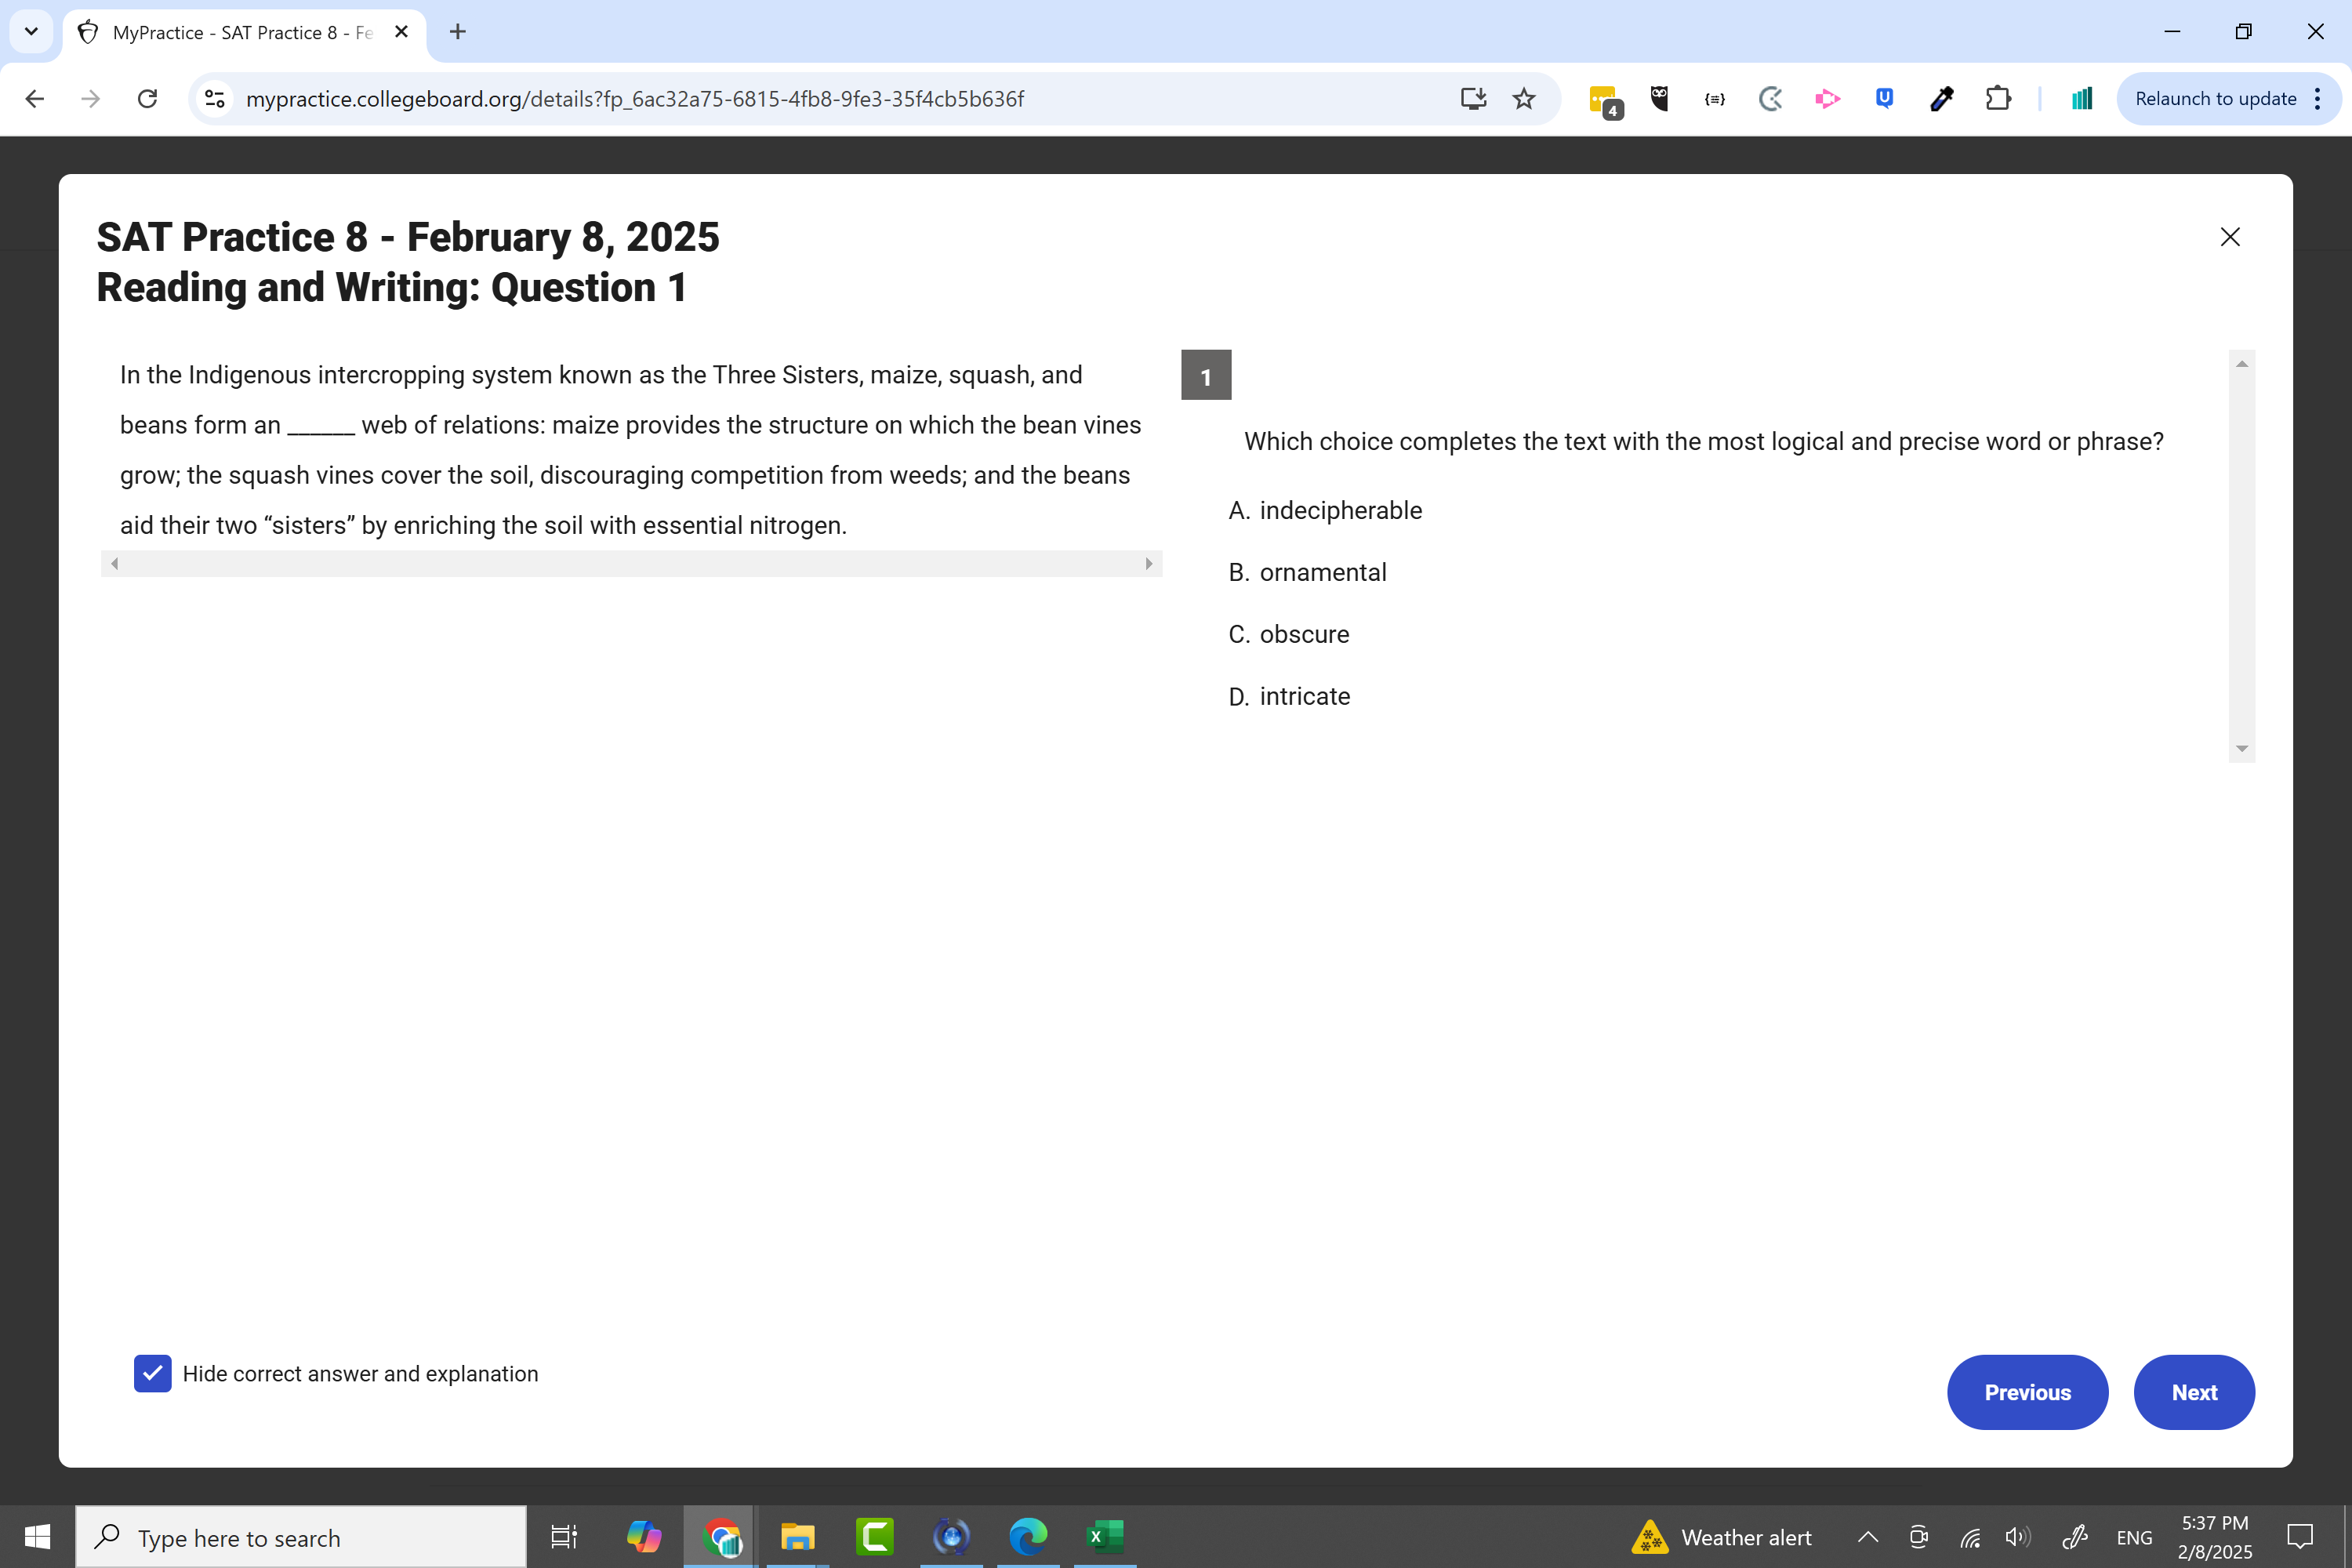 MyPractice - SAT Practice 8 - Fe
mypractice.collegeboard.org/details?fp_6ac32a75-6815-4fb8-9fe3-35f4cb5b636f
4
Relaunch to update
SAT Practice 8 - February 8, 2025
Reading and Writing: Question 1
In the Indigenous intercropping system known as the Three Sisters, maize, squash, and
beans form an ______ web of relations: maize provides the structure on which the bean vines
grow; the squash vines cover the soil, discouraging competition from weeds; and the beans
aid their two “sisters” by enriching the soil with essential nitrogen.
1
Which choice completes the text with the most logical and precise word or phrase?
A. indecipherable
B. ornamental
C. obscure
D. intricate
Hide correct answer and explanation
Previous
Next
Type here to search
Weather alert
ENG
5:37 PM
2/8/2025